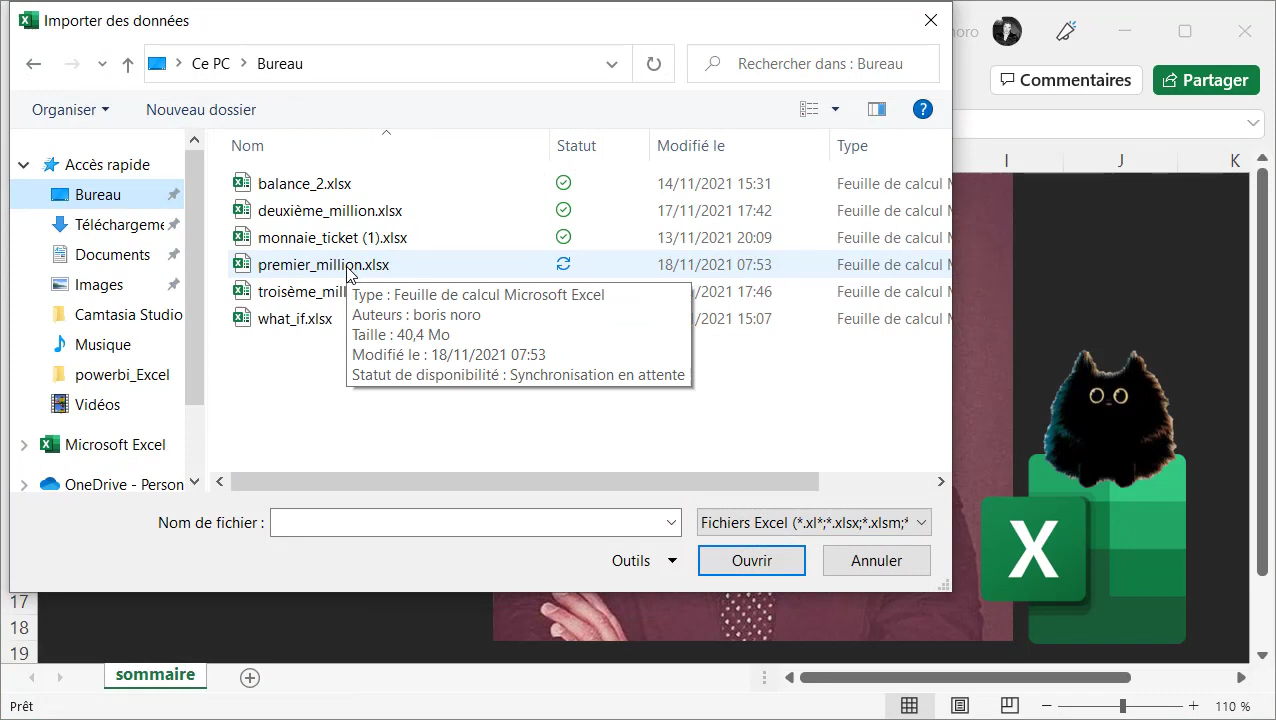 Importer des données
Ce PC
Bureau
Rechercher dans : Bureau
noro
Commentaires
Partager
Organiser
Nouveau dossier
Nom
Statut
Modifié le
Type
Accès rapide
Bureau
Téléchargeme
Documents
Images
Camtasia Studio
Musique
powerbi_Excel
Vidéos
Microsoft Excel
OneDrive - Person
balance_2.xlsx 14/11/2021 15:31 Feuille de calcul M
deuxième_million.xlsx 17/11/2021 17:42 Feuille de calcul M
monnaie_ticket (1).xlsx 13/11/2021 20:09 Feuille de calcul M
premier_million.xlsx 18/11/2021 07:53 Feuille de calcul M
troisème_mill /11/2021 17:46 Feuille de calcul M
what_if.xlsx /11/2021 15:07 Feuille de calcul M
Type : Feuille de calcul Microsoft Excel
Auteurs : boris noro
Taille : 40,4 Mo
Modifié le : 18/11/2021 07:53
Statut de disponibilité : Synchronisation en attente
Nom de fichier :
Fichiers Excel (*.xl*;*.xlsx;*.xlsm;*
Outils
Ouvrir
Annuler
I J K
X
17
18
19
sommaire
Prêt
110 %